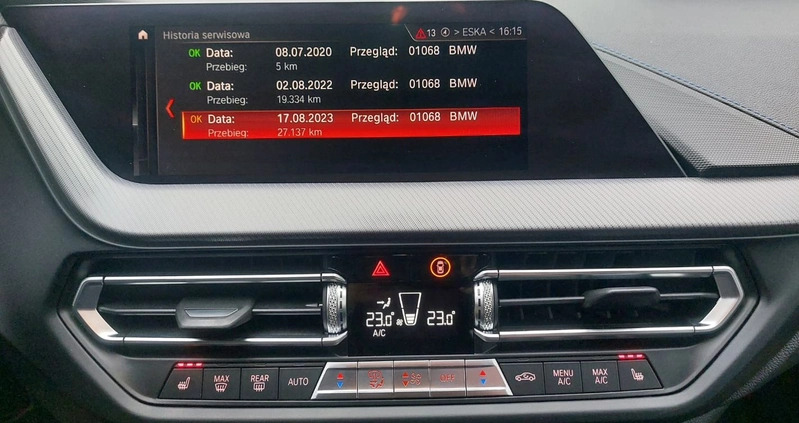 Historia serwisowa
13 > ESKA < 16:15
OK Data: 08.07.2020 Przegląd: 01068 BMW
Przebieg: 5 km
OK Data: 02.08.2022 Przegląd: 01068 BMW
Przebieg: 19.334 km
OK Data: 17.08.2023 Przegląd: 01068 BMW
Przebieg: 27.137 km
23.0° 23.0°
A/C
MAX
REAR
AUTO
OFF
MENU
A/C
MAX
A/C